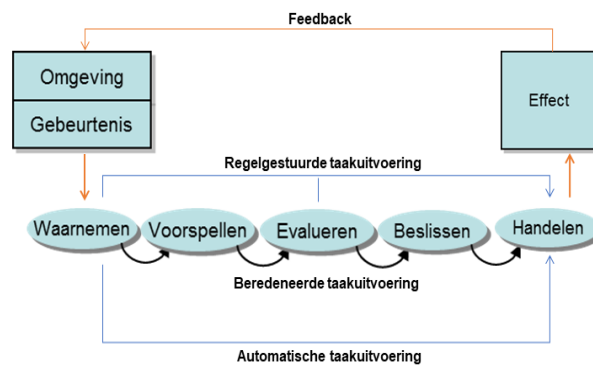 Feedback
Omgeving
Gebeurtenis
Effect
Regelgestuurde taakuitvoering
Waarnemen
Voorspellen
Evalueren
Beslissen
Handelen
Beredeneerde taakuitvoering
Automatische taakuitvoering